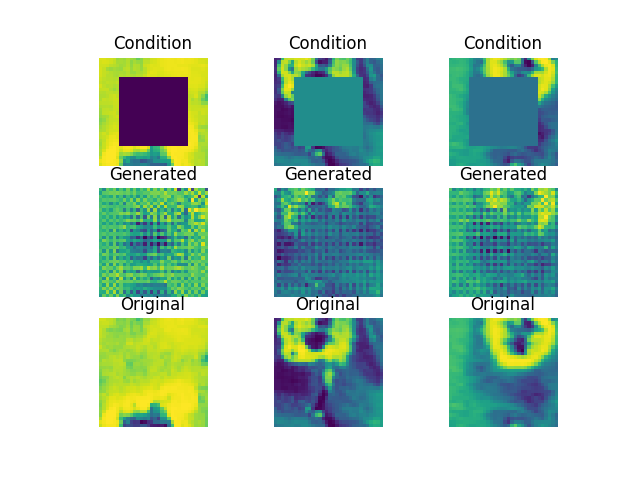 Condition Condition Condition
Generated Generated Generated
Original Original Original